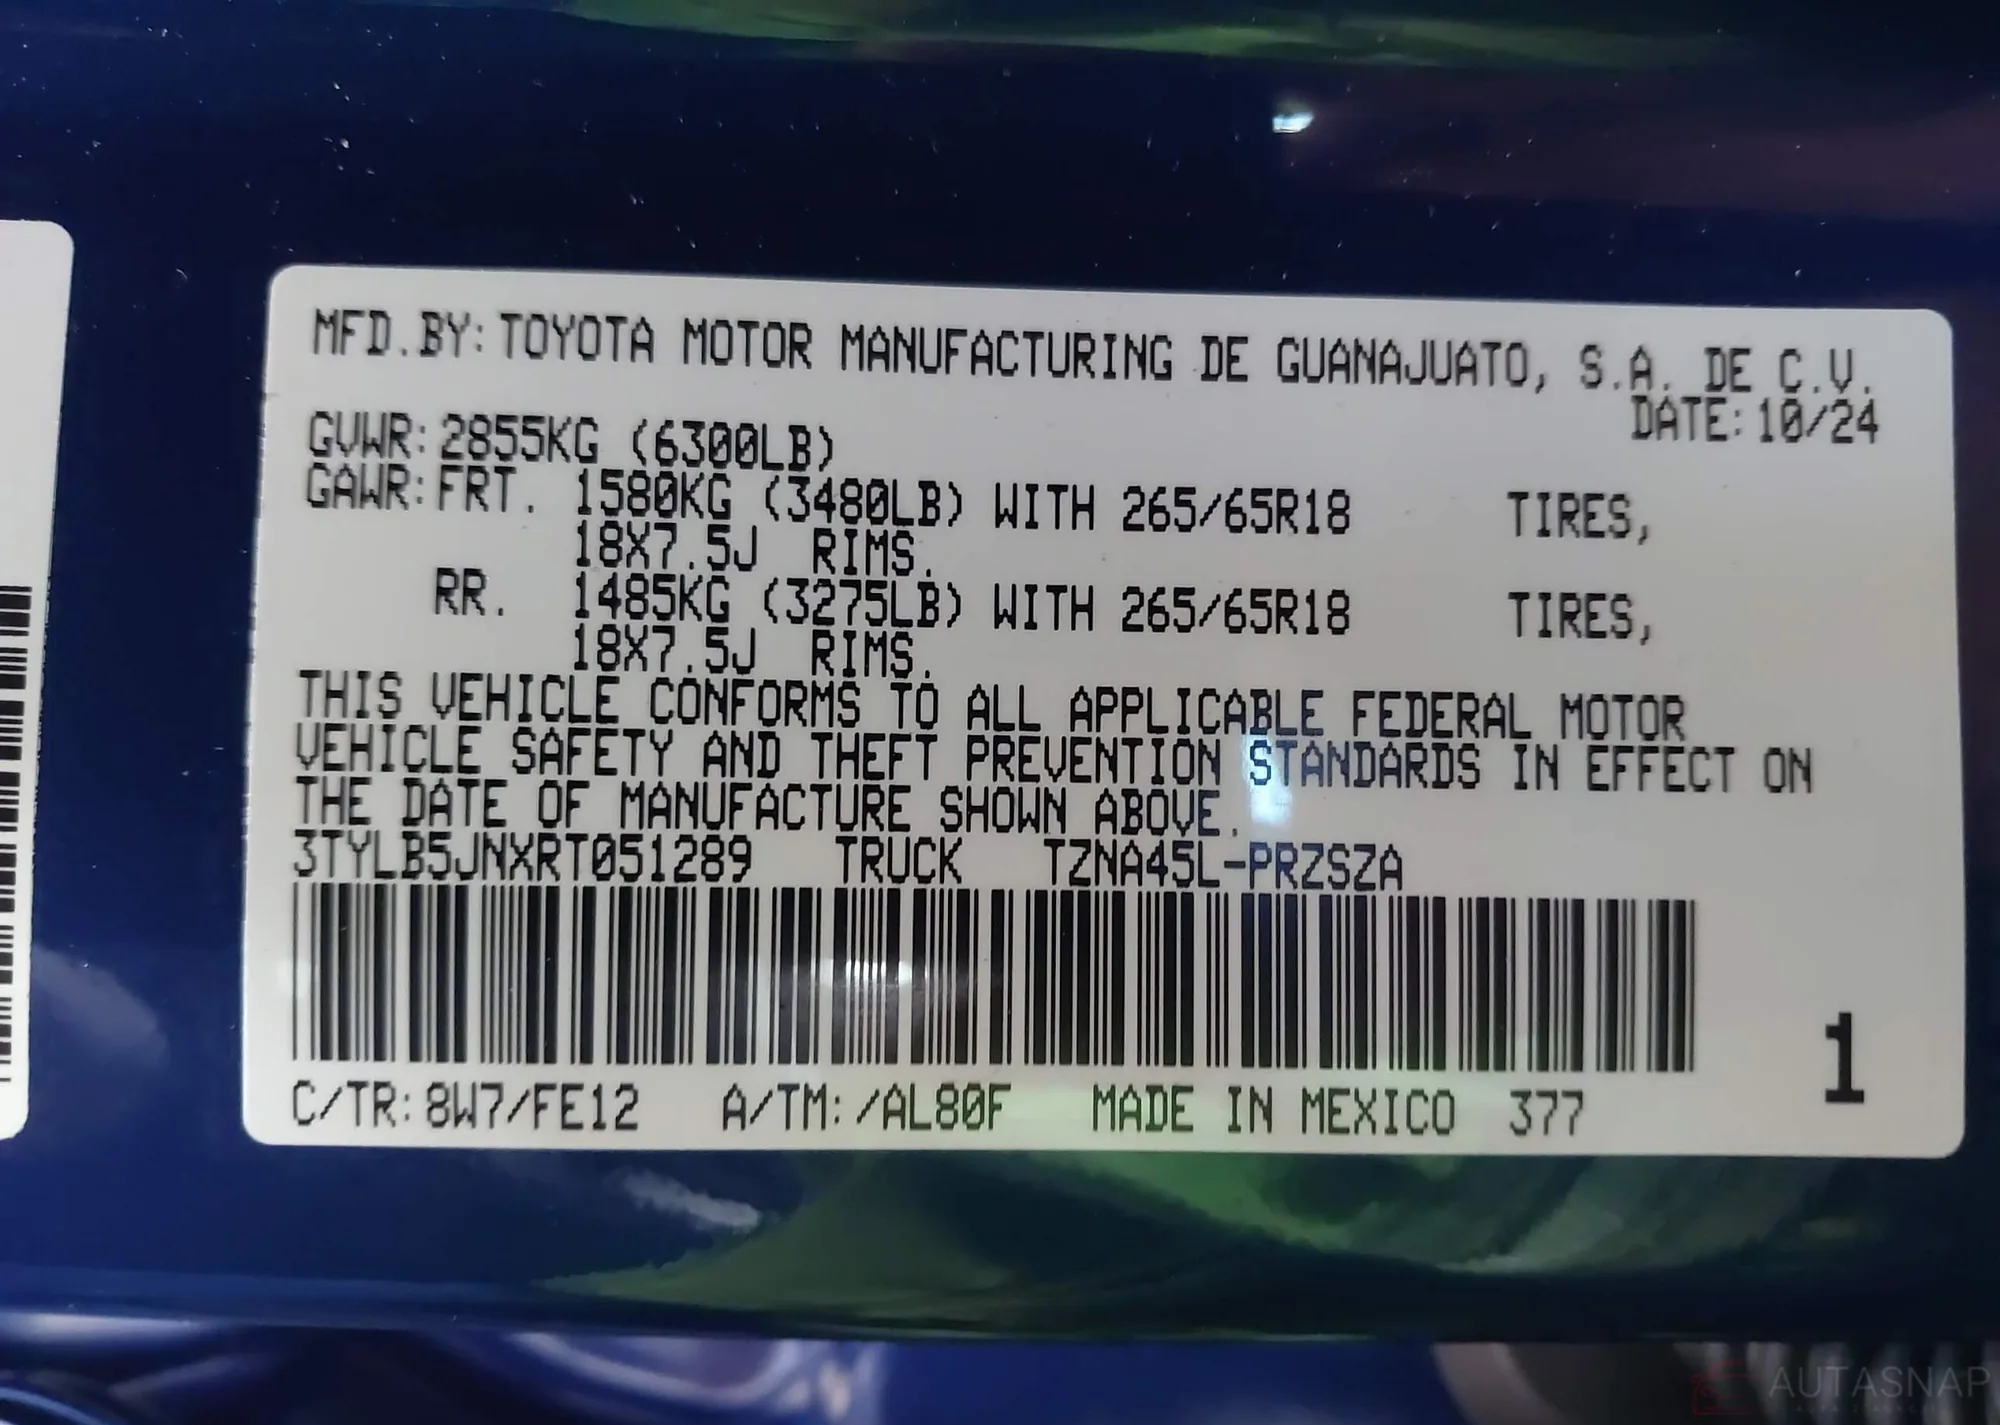 MFD.BY: TOYOTA MOTOR MANUFACTURING DE GUANAJUATO, S.A. DE C.V.
DATE: 10/24
GVWR: 2855KG (6300LB)
GAWR: FRT. 1580KG (3480LB) WITH 265/65R18 TIRES,
18X7.5J RIMS.
RR. 1485KG (3275LB) WITH 265/65R18 TIRES,
18X7.5J RIMS.
THIS VEHICLE CONFORMS TO ALL APPLICABLE FEDERAL MOTOR
VEHICLE SAFETY AND THEFT PREVENTION STANDARDS IN EFFECT ON
THE DATE OF MANUFACTURE SHOWN ABOVE.
3TYLB5JNXRT051289 TRUCK TZNA45L-PRZSZA
1
C/TR: 8W7/FE12 A/TM: /AL80F MADE IN MEXICO 377
AUTASNAP